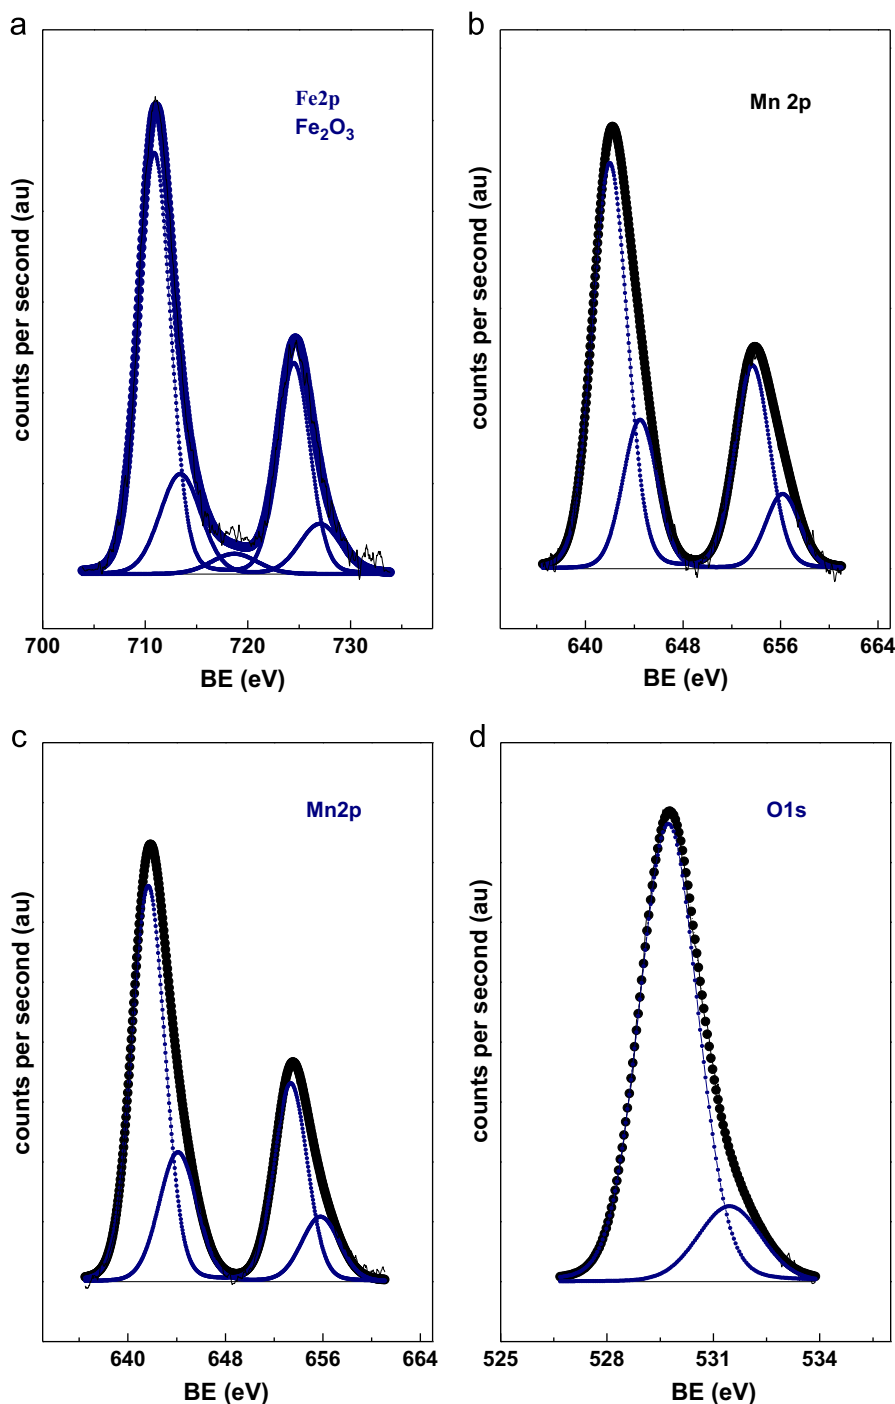 a
Fe2p
Fe₂O₃
counts per second (au)
700 710 720 730
BE (eV)
b
Mn 2p
counts per second (au)
640 648 656 664
BE (eV)
c
Mn2p
counts per second (au)
640 648 656 664
BE (eV)
d
O1s
counts per second (au)
525 528 531 534
BE (eV)